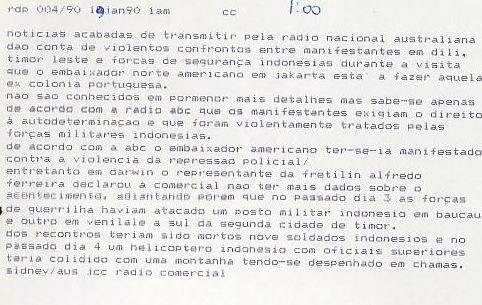 rdp 004/90 19jan90 1am cc 1:00
noticias acabadas de transmitir pela radio nacional australiana
dao conta de violentos confrontos entre manifestantes em dili,
timor leste e forcas de segurança indonesias durante a visita
que o embaixador norte americano em jakarta esta a fazer aquela
ex colonia portuguesa.
nao sao conhecidos em pormenor mais detalhes mas sabe-se apenas
de acordo com a radio abc que os manifestantes exigiam o direito
à autodeterminaçao e que foram violentamente tratados pelas
forças militares indonesias.
de acordo com a abc o embaixador americano ter-se-ia manifestado
contra a violencia da repressao policial/
entretanto em darwin o representante da fretilin alfredo
ferreira declarou à comercial nao ter mais dados sobre o
acontecimento, adiantando porem que no passado dia 3 as forças
de guerrilha haviam atacado um posto militar indonesio em baucau
e outro em venilale a sul da segunda cidade de timor.
dos recontros teriam sido mortos nove soldados indonesios e no
passado dia 4 um helicoptero indonesio com oficiais superiores
teria colidido com uma montanha tendo-se despenhado em chamas.
sidney/aus jcc radio comercial